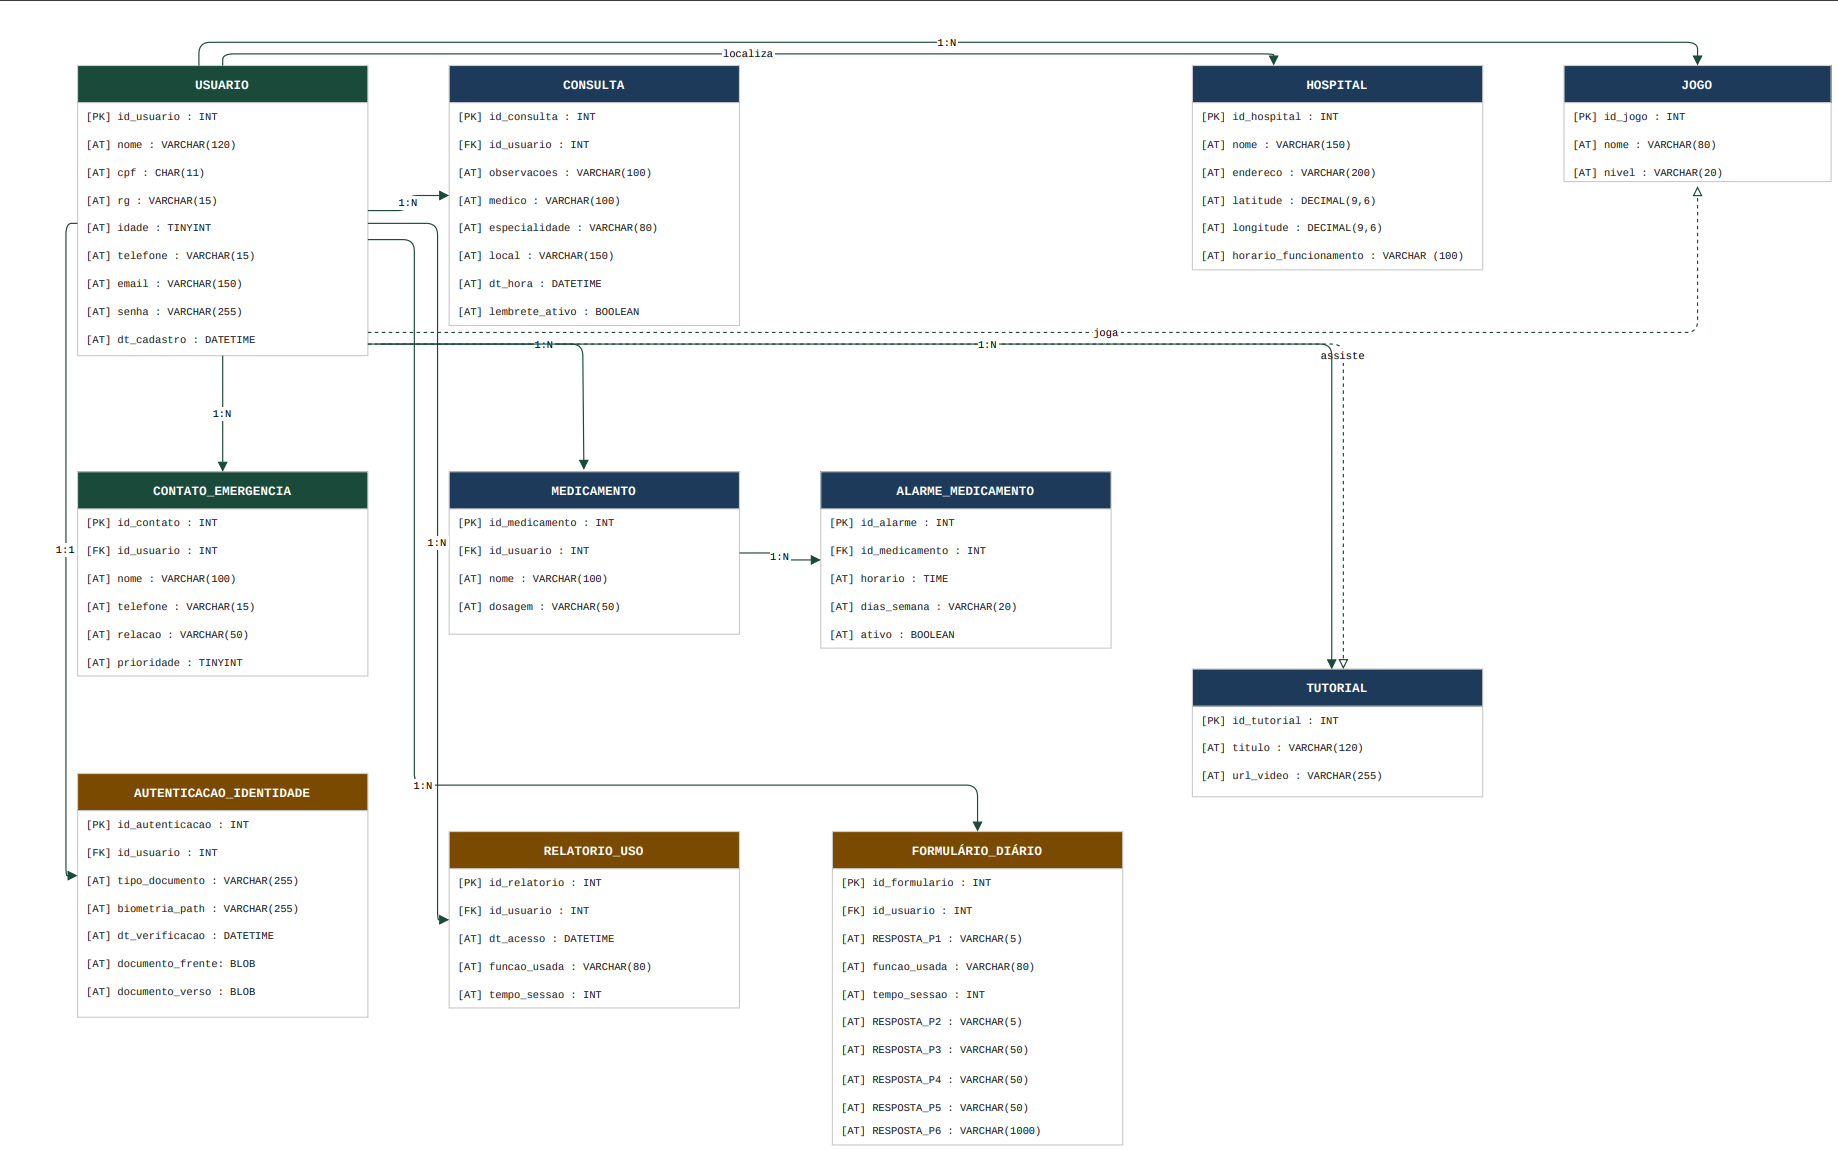 1:N
localiza
USUARIO
[PK] id_usuario : INT
[AT] nome : VARCHAR(120)
[AT] cpf : CHAR(11)
[AT] rg : VARCHAR(15)
[AT] idade : TINYINT
[AT] telefone : VARCHAR(15)
[AT] email : VARCHAR(150)
[AT] senha : VARCHAR(255)
[AT] dt_cadastro : DATETIME
1:N
CONSULTA
[PK] id_consulta : INT
[FK] id_usuario : INT
[AT] observacoes : VARCHAR(100)
[AT] medico : VARCHAR(100)
[AT] especialidade : VARCHAR(80)
[AT] local : VARCHAR(150)
[AT] dt_hora : DATETIME
[AT] lembrete_ativo : BOOLEAN
HOSPITAL
[PK] id_hospital : INT
[AT] nome : VARCHAR(150)
[AT] endereco : VARCHAR(200)
[AT] latitude : DECIMAL(9,6)
[AT] longitude : DECIMAL(9,6)
[AT] horario_funcionamento : VARCHAR (100)
JOGO
[PK] id_jogo : INT
[AT] nome : VARCHAR(80)
[AT] nivel : VARCHAR(20)
joga
1:N
1:N
assiste
1:N
CONTATO_EMERGENCIA
[PK] id_contato : INT
[FK] id_usuario : INT
[AT] nome : VARCHAR(100)
[AT] telefone : VARCHAR(15)
[AT] relacao : VARCHAR(50)
[AT] prioridade : TINYINT
1:1
1:N
MEDICAMENTO
[PK] id_medicamento : INT
[FK] id_usuario : INT
[AT] nome : VARCHAR(100)
[AT] dosagem : VARCHAR(50)
1:N
ALARME_MEDICAMENTO
[PK] id_alarme : INT
[FK] id_medicamento : INT
[AT] horario : TIME
[AT] dias_semana : VARCHAR(20)
[AT] ativo : BOOLEAN
TUTORIAL
[PK] id_tutorial : INT
[AT] titulo : VARCHAR(120)
[AT] url_video : VARCHAR(255)
1:N
AUTENTICACAO_IDENTIDADE
[PK] id_autenticacao : INT
[FK] id_usuario : INT
[AT] tipo_documento : VARCHAR(255)
[AT] biometria_path : VARCHAR(255)
[AT] dt_verificacao : DATETIME
[AT] documento_frente: BLOB
[AT] documento_verso : BLOB
RELATORIO_USO
[PK] id_relatorio : INT
[FK] id_usuario : INT
[AT] dt_acesso : DATETIME
[AT] funcao_usada : VARCHAR(80)
[AT] tempo_sessao : INT
FORMULÁRIO_DIÁRIO
[PK] id_formulario : INT
[FK] id_usuario : INT
[AT] RESPOSTA_P1 : VARCHAR(5)
[AT] funcao_usada : VARCHAR(80)
[AT] tempo_sessao : INT
[AT] RESPOSTA_P2 : VARCHAR(5)
[AT] RESPOSTA_P3 : VARCHAR(50)
[AT] RESPOSTA_P4 : VARCHAR(50)
[AT] RESPOSTA_P5 : VARCHAR(50)
[AT] RESPOSTA_P6 : VARCHAR(1000)